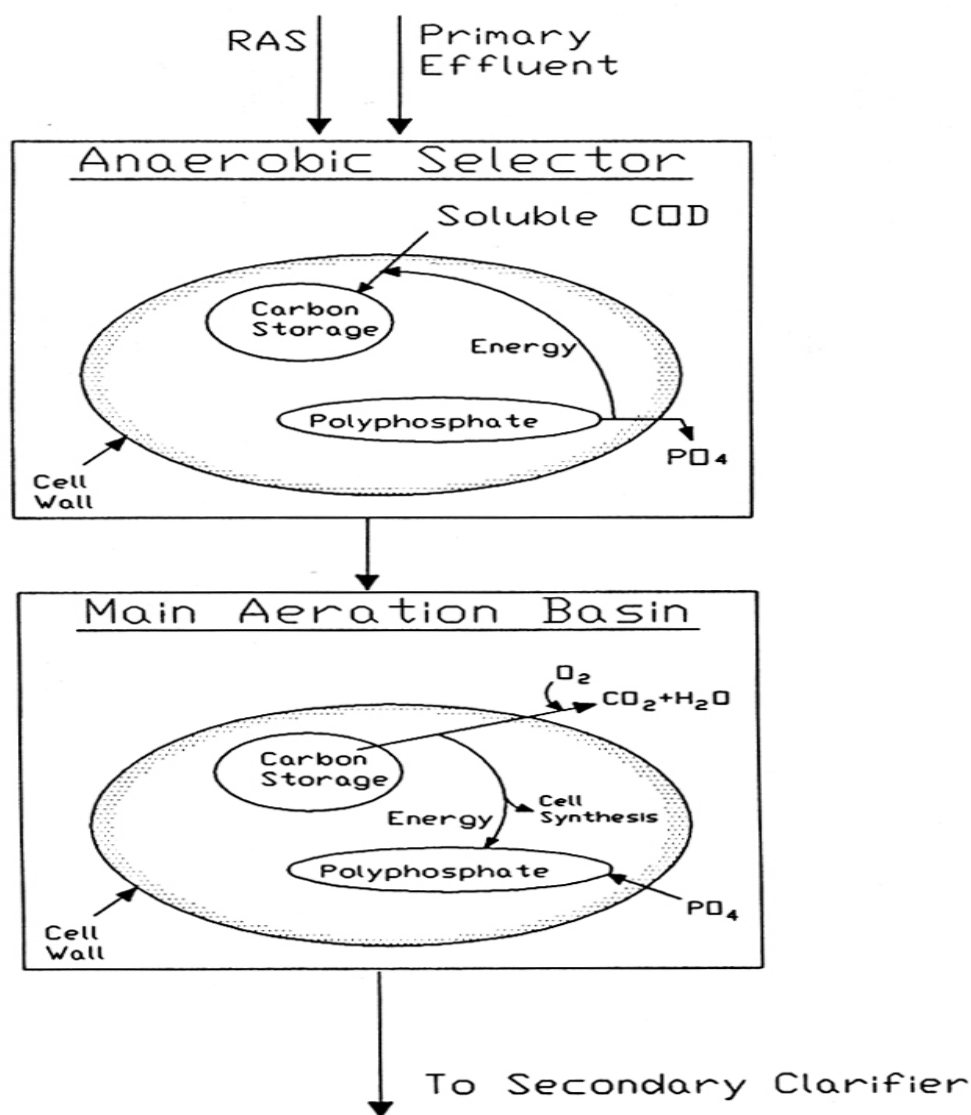 RAS
Primary
Effluent
Anaerobic Selector
Soluble COD
Carbon
Storage
Energy
Polyphosphate
PO₄
Cell
Wall
Main Aeration Basin
O₂
CO₂+H₂O
Carbon
Storage
Cell
Synthesis
Energy
Polyphosphate
PO₄
Cell
Wall
To Secondary Clarifier